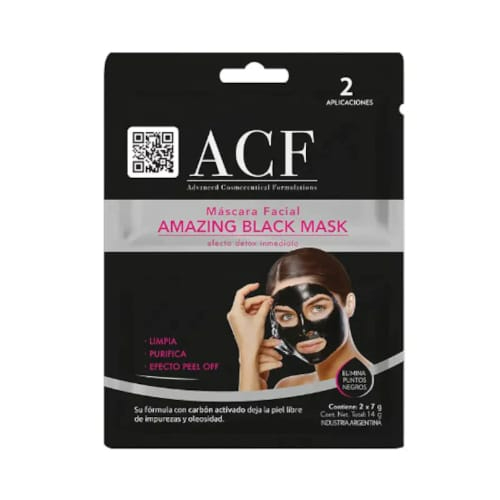 2
APLICACIONES
ACF
Advanced Cosmeceutical Formulations
Máscara Facial
AMAZING BLACK MASK
efecto detox inmediato
· LIMPIA
· PURIFICA
· EFECTO PEEL OFF
ELIMINA
PUNTOS
NEGROS
Su fórmula con carbón activado deja la piel libre
de impurezas y oleosidad.
Contiene: 2 x 7 g
Cont. Net. Total: 14 g
INDUSTRIA ARGENTINA